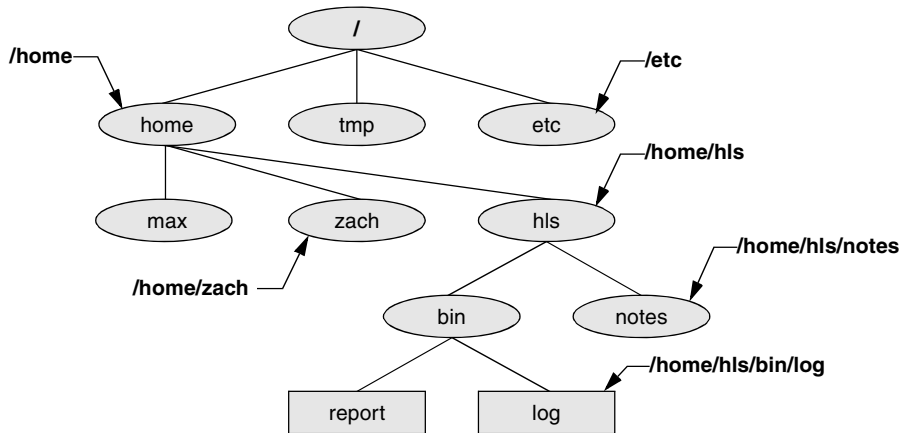 /
/home
/etc
home
tmp
etc
/home/hls
max
zach
hls
/home/hls/notes
/home/zach
bin
notes
/home/hls/bin/log
report
log